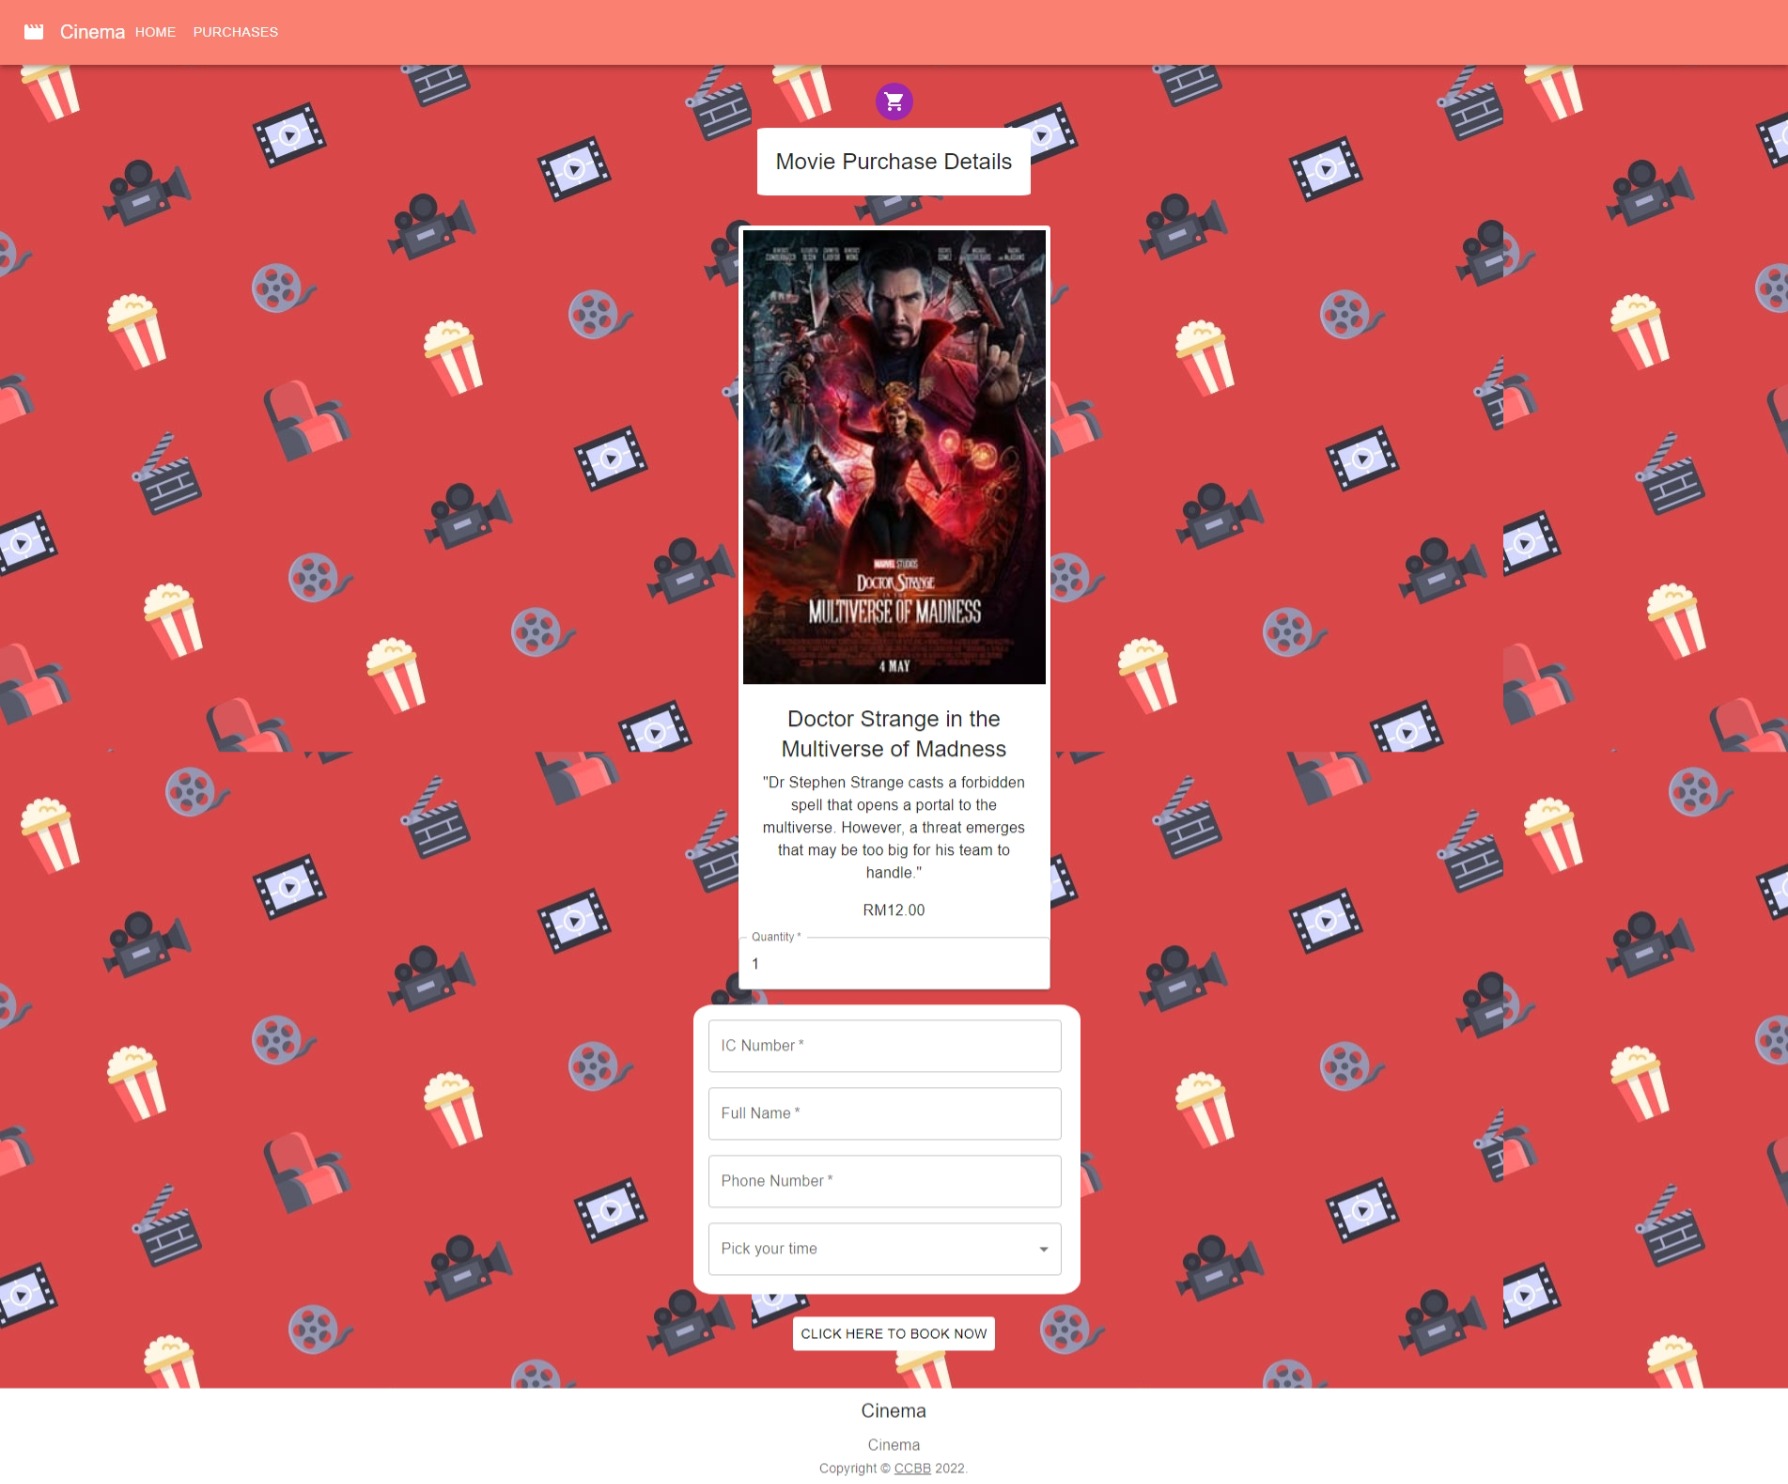 Cinema HOME PURCHASES
Movie Purchase Details
MARVEL STUDIOS
DOCTOR STRANGE
IN THE
MULTIVERSE OF MADNESS
4 MAY
Doctor Strange in the
Multiverse of Madness
"Dr Stephen Strange casts a forbidden
spell that opens a portal to the
multiverse. However, a threat emerges
that may be too big for his team to
handle."
RM12.00
Quantity *
1
IC Number *
Full Name *
Phone Number *
Pick your time
CLICK HERE TO BOOK NOW
Cinema
Cinema
Copyright © CCBB 2022.